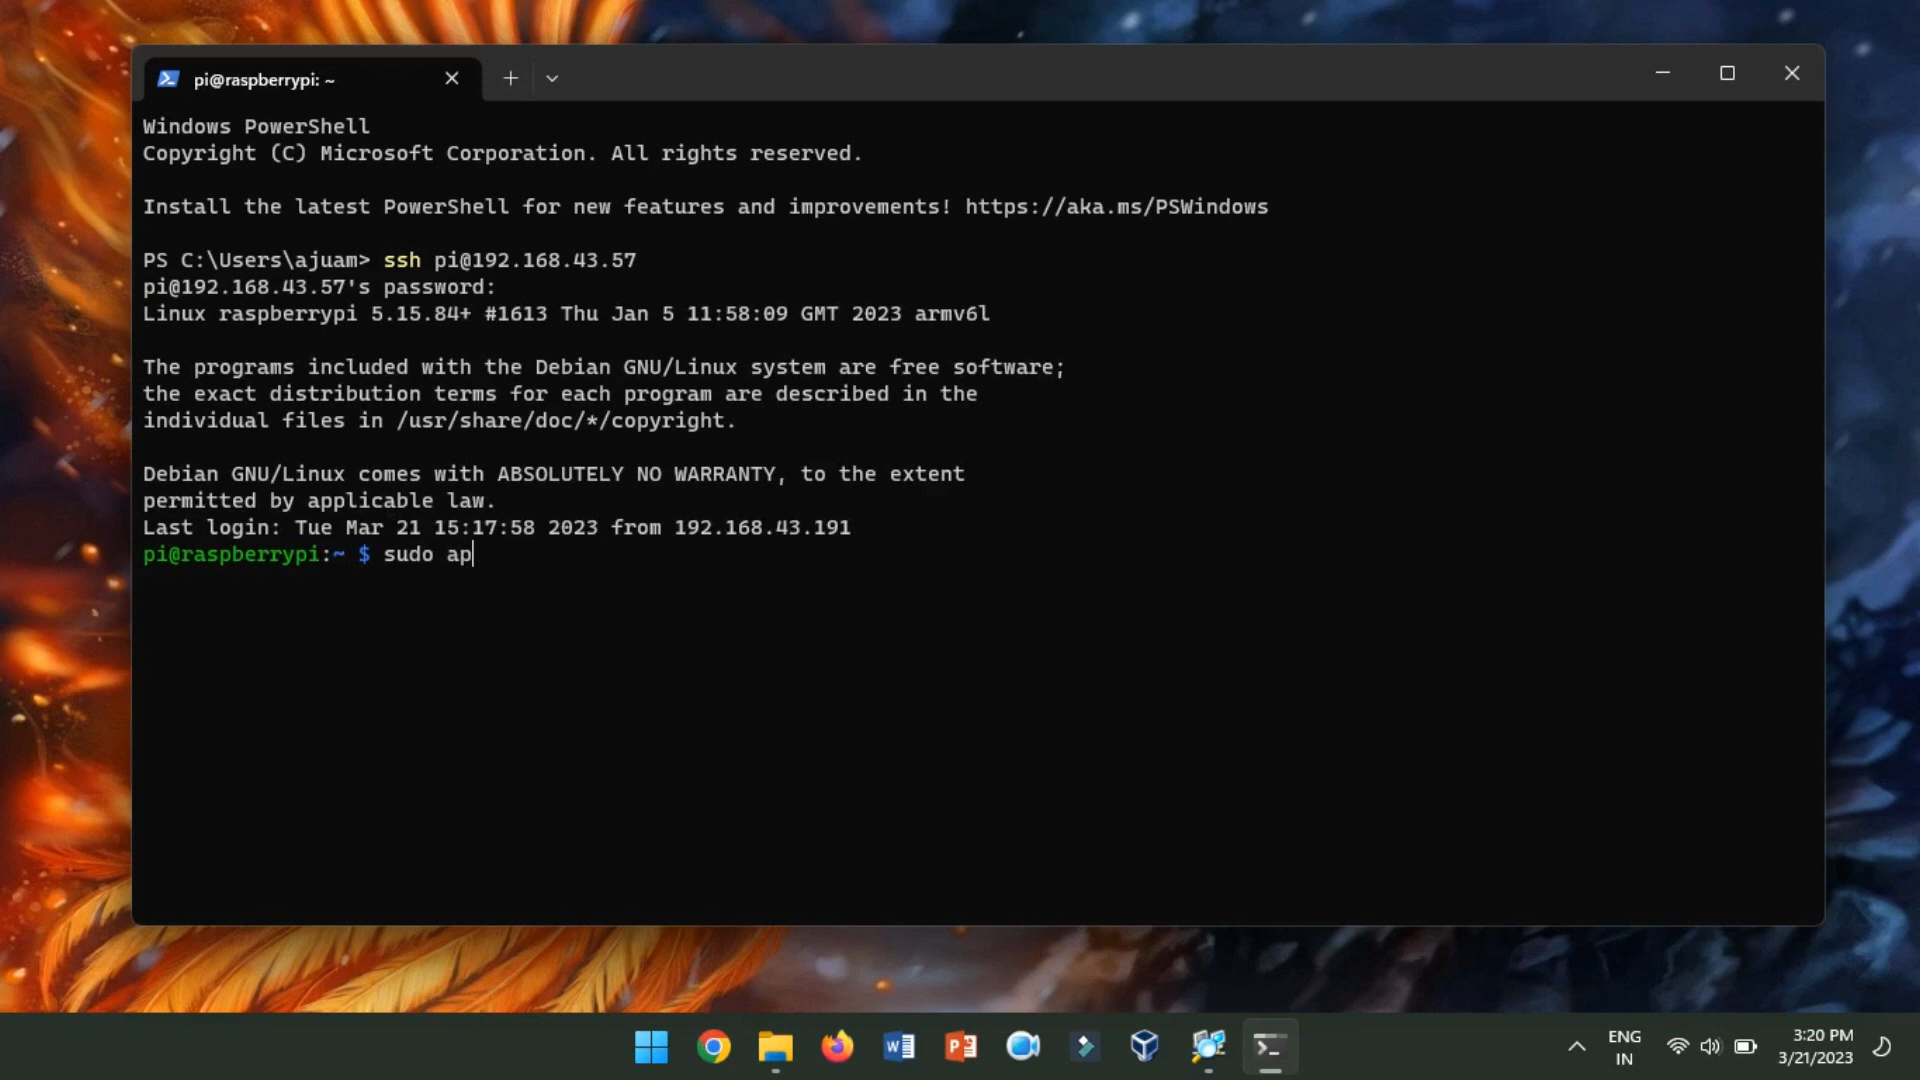 pi@raspberrypi: ~
Windows PowerShell
Copyright (C) Microsoft Corporation. All rights reserved.
Install the latest PowerShell for new features and improvements! https://aka.ms/PSWindows
PS C:\Users\ajuam> ssh pi@192.168.43.57
pi@192.168.43.57's password:
Linux raspberrypi 5.15.84+ #1613 Thu Jan 5 11:58:09 GMT 2023 armv6l
The programs included with the Debian GNU/Linux system are free software;
the exact distribution terms for each program are described in the
individual files in /usr/share/doc/*/copyright.
Debian GNU/Linux comes with ABSOLUTELY NO WARRANTY, to the extent
permitted by applicable law.
Last login: Tue Mar 21 15:17:58 2023 from 192.168.43.191
pi@raspberrypi:~ $ sudo ap
W
P
ENG
IN
3:20 PM
3/21/2023